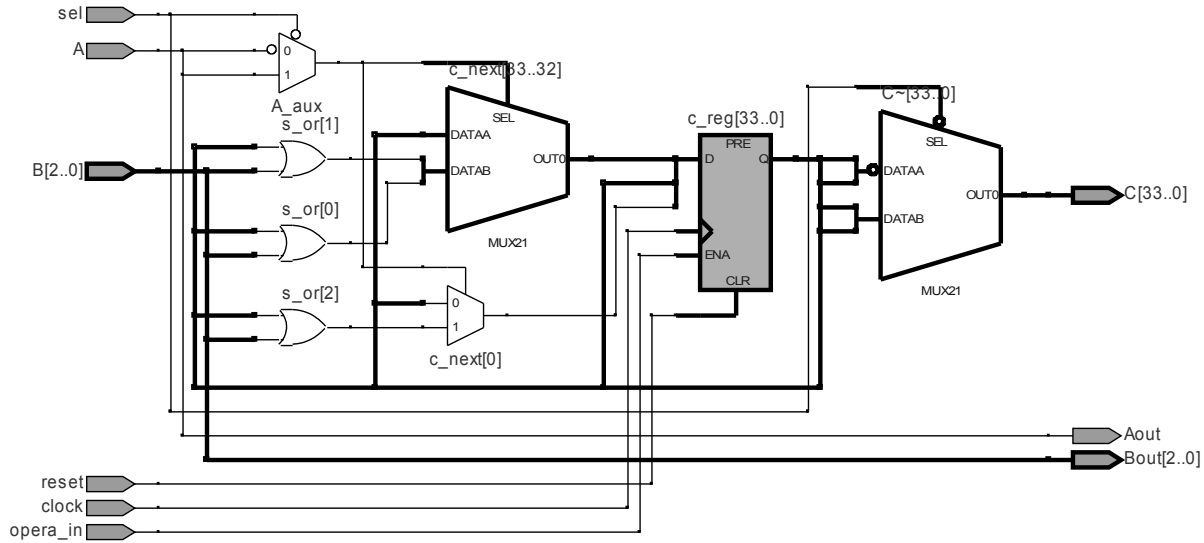 sel
A
0
1
A_aux
s_or[1]
B[2..0]
s_or[0]
s_or[2]
c_next[33..32]
SEL
DATAA
DATAB
OUT0
MUX21
0
1
c_next[0]
c_reg[33..0]
PRE
D
Q
ENA
CLR
C~[33..0]
SEL
DATAA
DATAB
OUT0
MUX21
C[33..0]
Aout
Bout[2..0]
reset
clock
opera_in